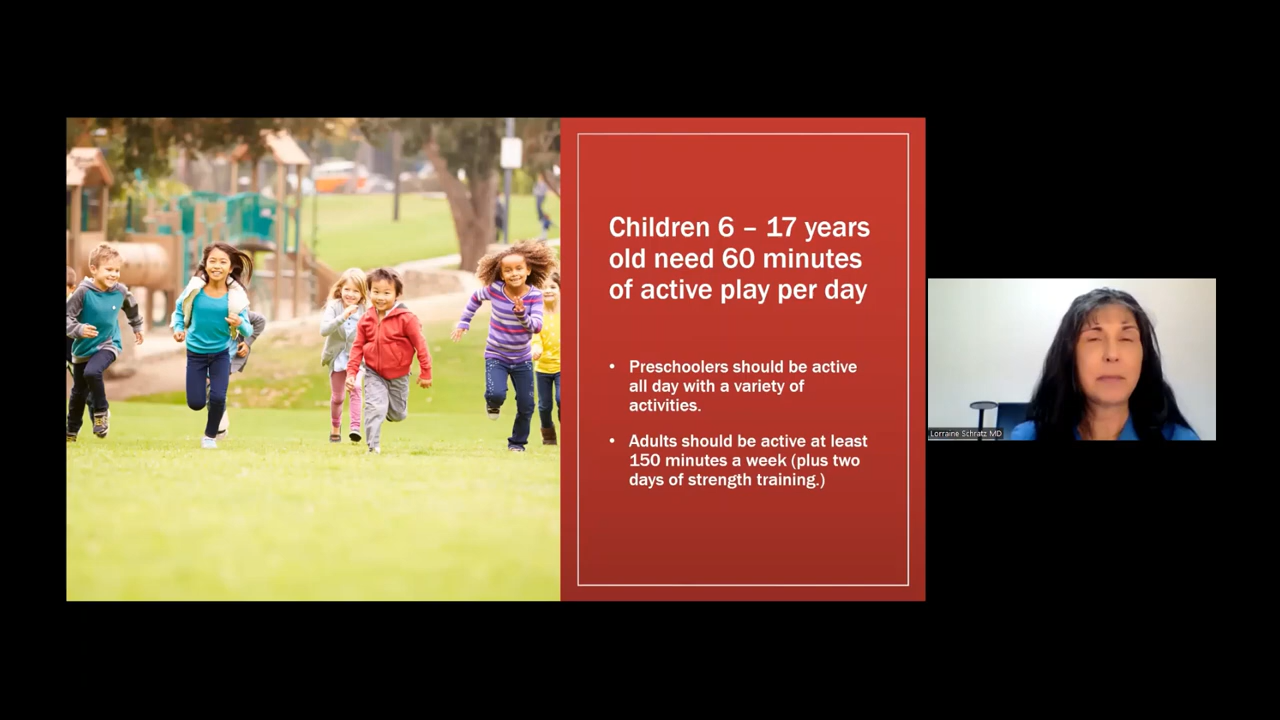 Children 6 – 17 years
old need 60 minutes
of active play per day
• Preschoolers should be active
all day with a variety of
activities.
• Adults should be active at least
150 minutes a week (plus two
days of strength training.)
Lorraine Schratz MD